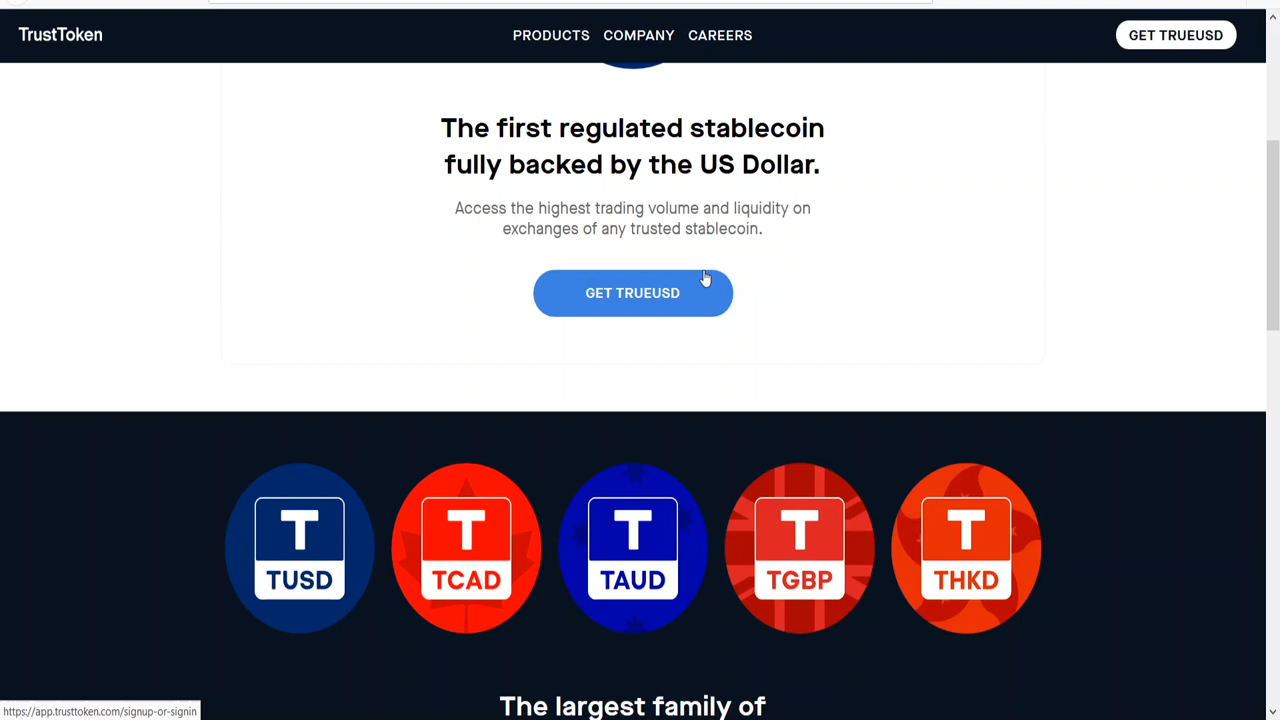 TrustToken
PRODUCTS COMPANY CAREERS
GET TRUEUSD
The first regulated stablecoin
fully backed by the US Dollar.
Access the highest trading volume and liquidity on
exchanges of any trusted stablecoin.
GET TRUEUSD
T T T T T
TUSD TCAD TAUD TGBP THKD
The largest family of
https://app.trusttoken.com/signup-or-signin